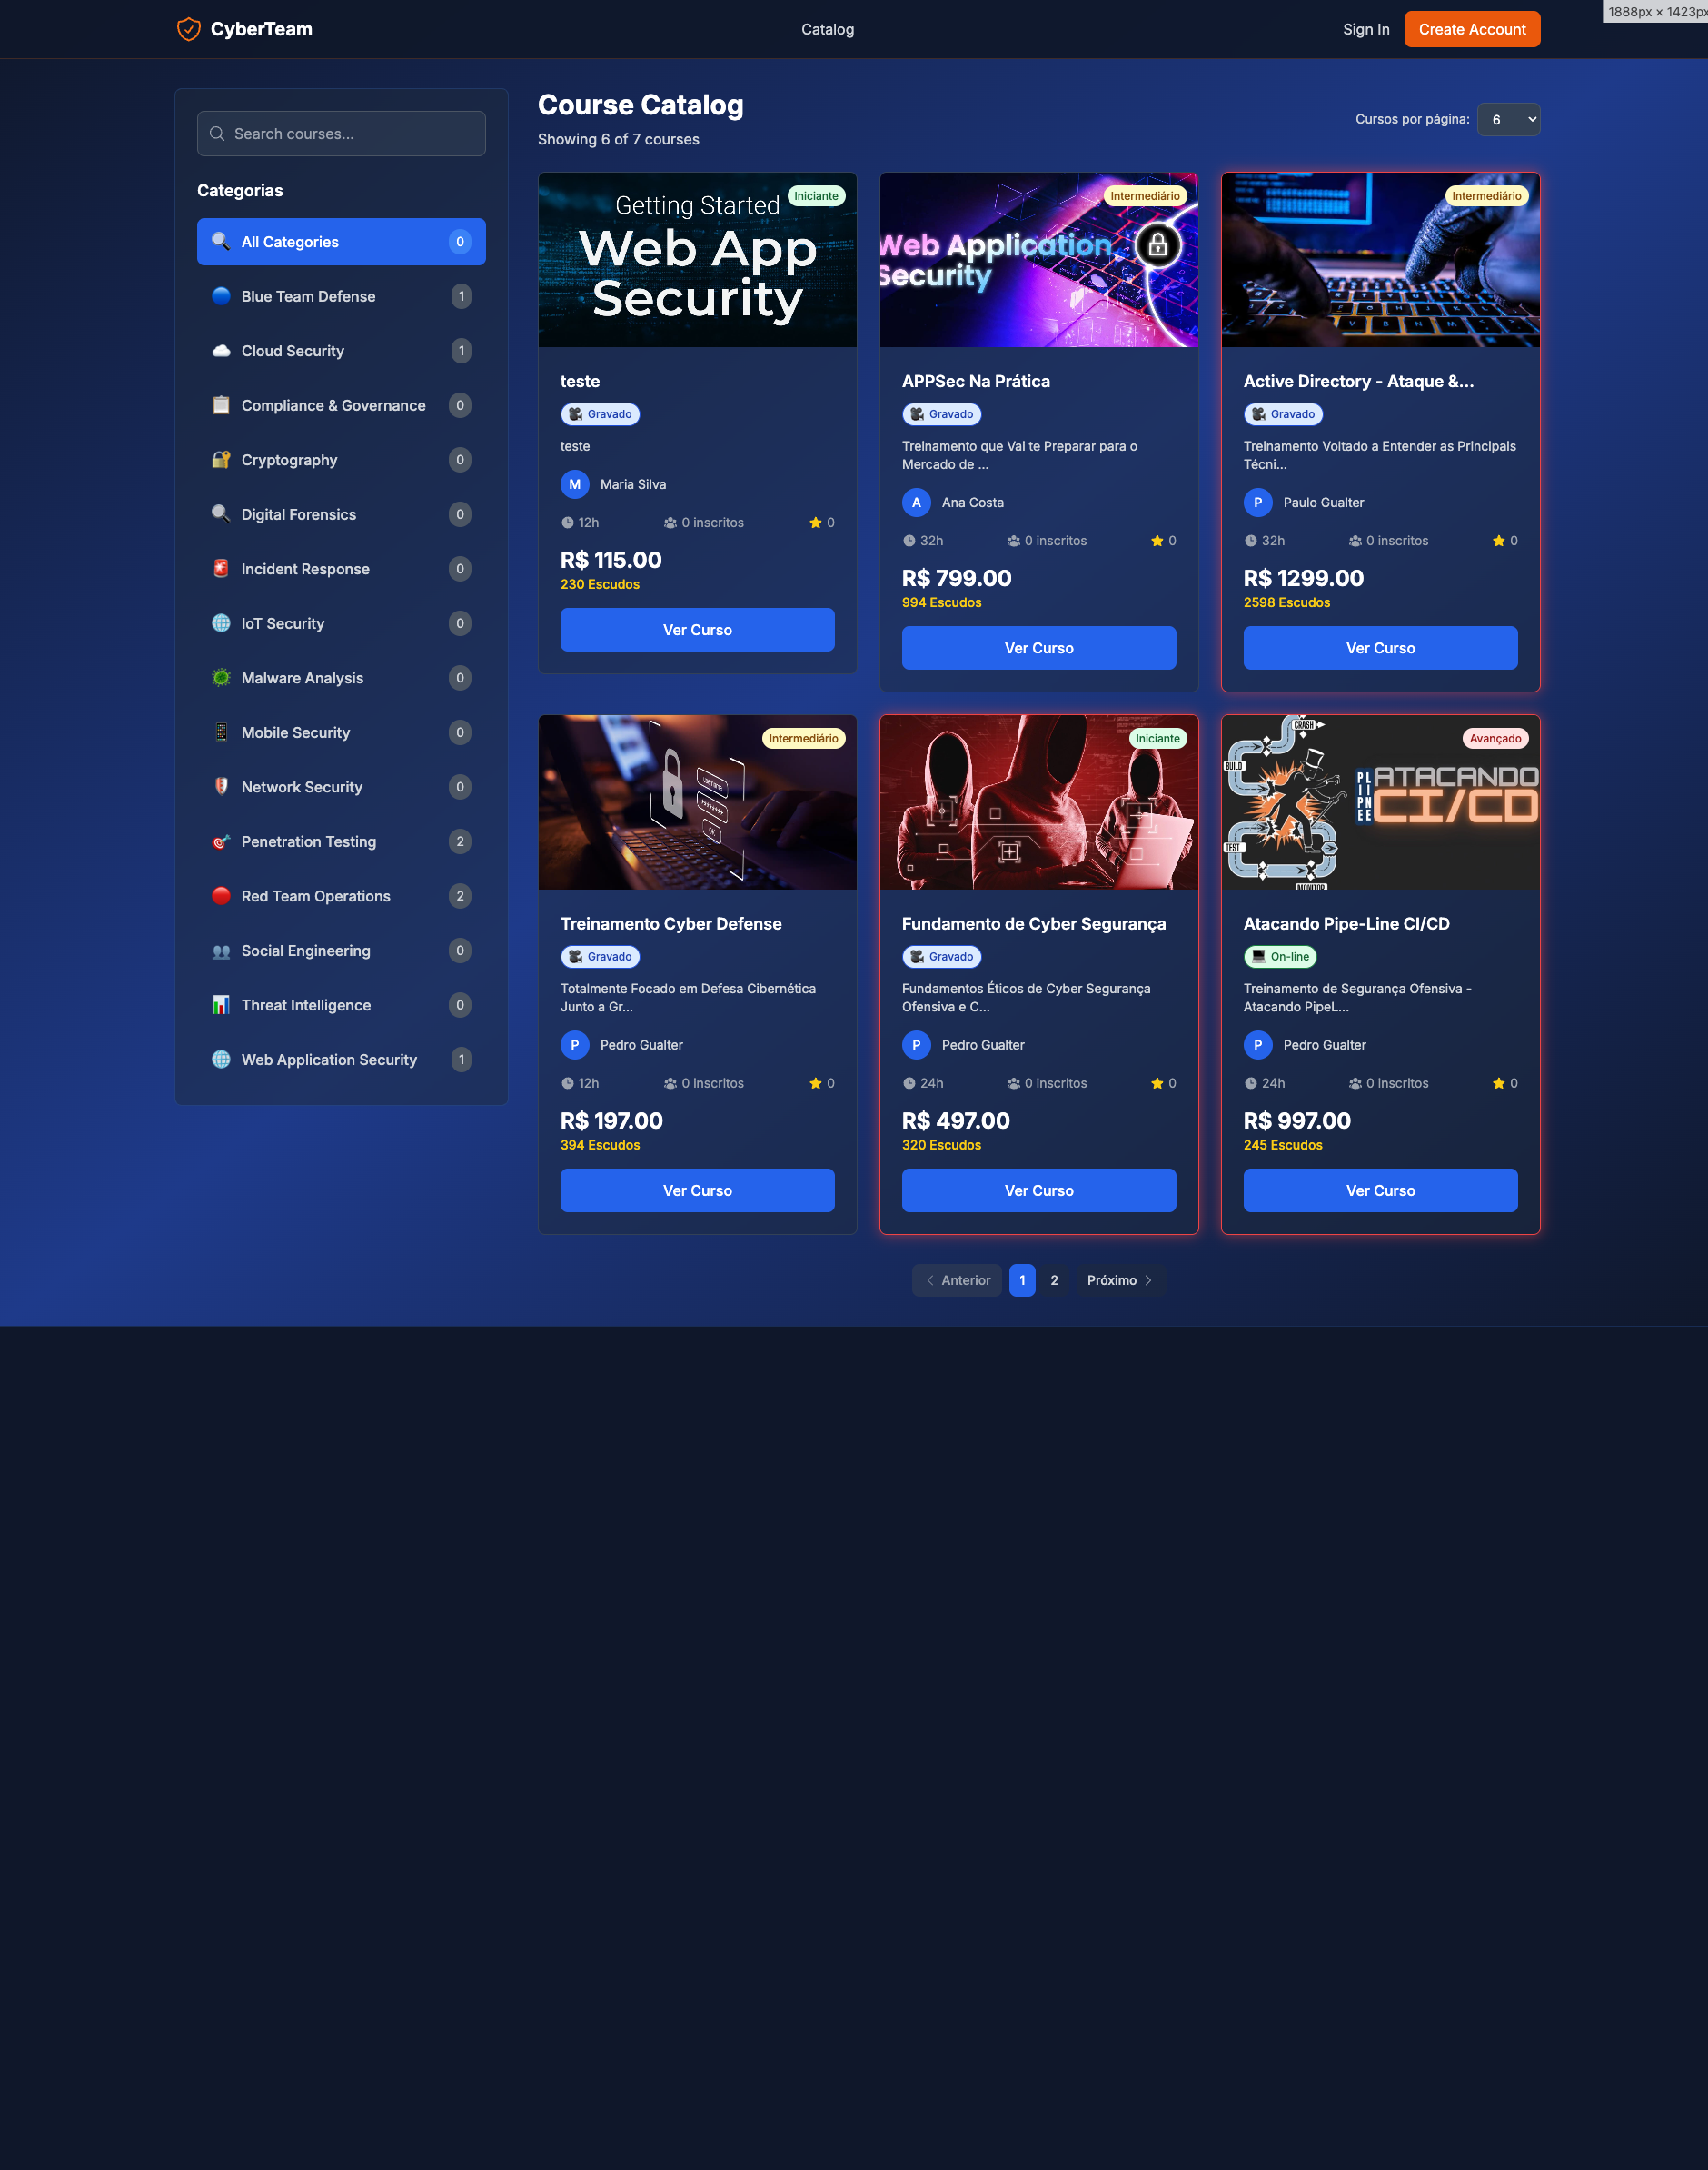 CyberTeam
Catalog
Sign In
Create Account
1888px × 1423px
Search courses...
Categorias
All Categories 0
Blue Team Defense 1
Cloud Security 1
Compliance & Governance 0
Cryptography 0
Digital Forensics 0
Incident Response 0
IoT Security 0
Malware Analysis 0
Mobile Security 0
Network Security 0
Penetration Testing 2
Red Team Operations 2
Social Engineering 0
Threat Intelligence 0
Web Application Security 1
Course Catalog
Showing 6 of 7 courses
Cursos por página: 6
Iniciante
Getting Started
Web App
Security
teste
Gravado
teste
M Maria Silva
12h 0 inscritos 0
R$ 115.00
230 Escudos
Ver Curso
Intermediário
Web Application
Security
APPSec Na Prática
Gravado
Treinamento que Vai te Preparar para o
Mercado de ...
A Ana Costa
32h 0 inscritos 0
R$ 799.00
994 Escudos
Ver Curso
Intermediário
Active Directory - Ataque &...
Gravado
Treinamento Voltado a Entender as Principais
Técni...
P Paulo Gualter
32h 0 inscritos 0
R$ 1299.00
2598 Escudos
Ver Curso
Intermediário
Treinamento Cyber Defense
Gravado
Totalmente Focado em Defesa Cibernética
Junto a Gr...
P Pedro Gualter
12h 0 inscritos 0
R$ 197.00
394 Escudos
Ver Curso
Iniciante
Fundamento de Cyber Segurança
Gravado
Fundamentos Éticos de Cyber Segurança
Ofensiva e C...
P Pedro Gualter
24h 0 inscritos 0
R$ 497.00
320 Escudos
Ver Curso
Avançado
CRASH
BUILD
TEST
MONITOR
PIPELINE
ATACANDO
CI/CD
Atacando Pipe-Line CI/CD
On-line
Treinamento de Segurança Ofensiva -
Atacando PipeL...
P Pedro Gualter
24h 0 inscritos 0
R$ 997.00
245 Escudos
Ver Curso
Anterior 1 2 Próximo